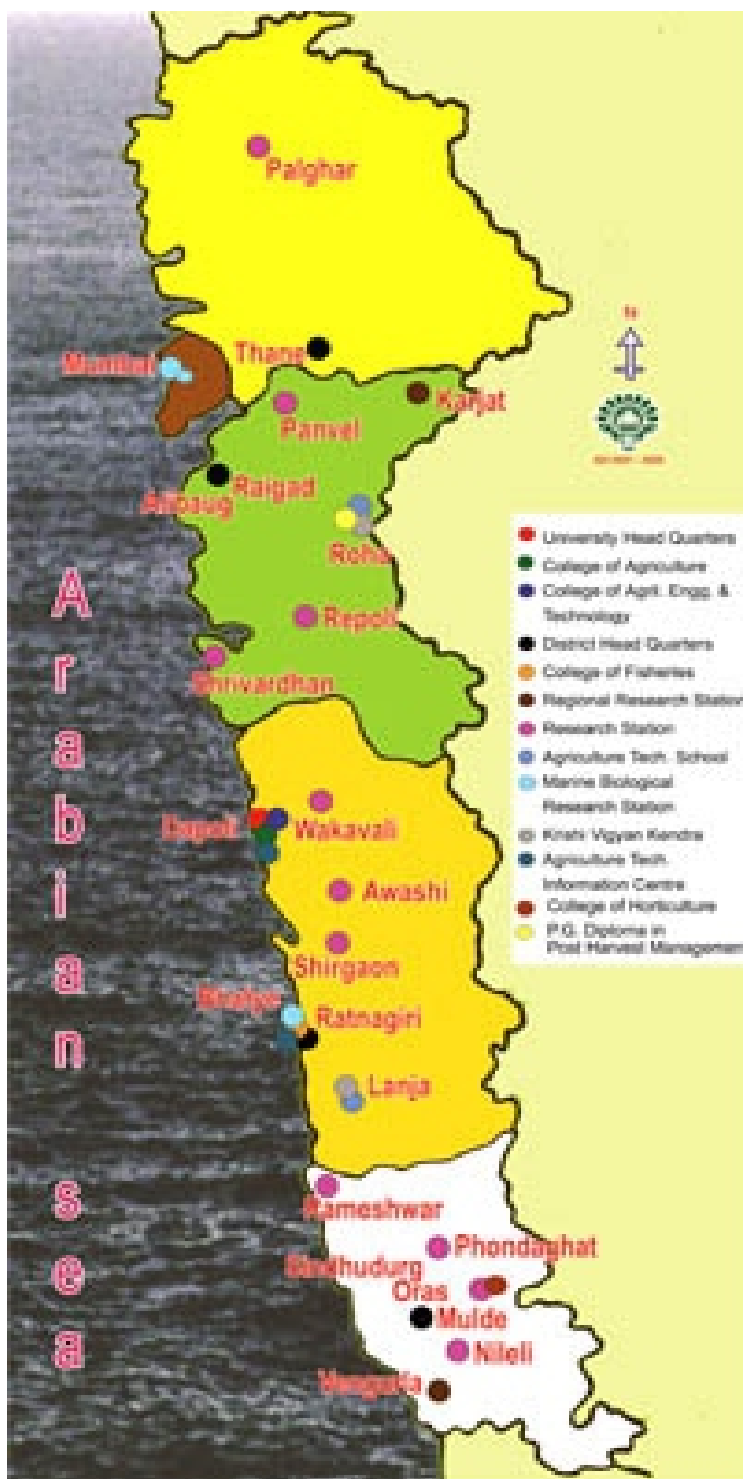 Palghar
Thane
Mumbai
Karjat
Panvel
Raigad
Alibaug
Roha
Repoli
Shrivardhan
Dapoli
Wakavali
Awashi
Shirgaon
Bhatye
Ratnagiri
Lanja
Rameshwar
Phondaghat
Sindhudurg
Oras
Mulde
Nileli
Vengurla
Arabian sea
N
University Head Quarters
College of Agriculture
College of Agril. Engg. &
Technology
District Head Quarters
College of Fisheries
Regional Research Station
Research Station
Agriculture Tech. School
Marine Biological
Research Station
Krishi Vigyan Kendra
Agriculture Tech.
Information Centre
College of Horticulture
P.G. Diploma in
Post Harvest Management